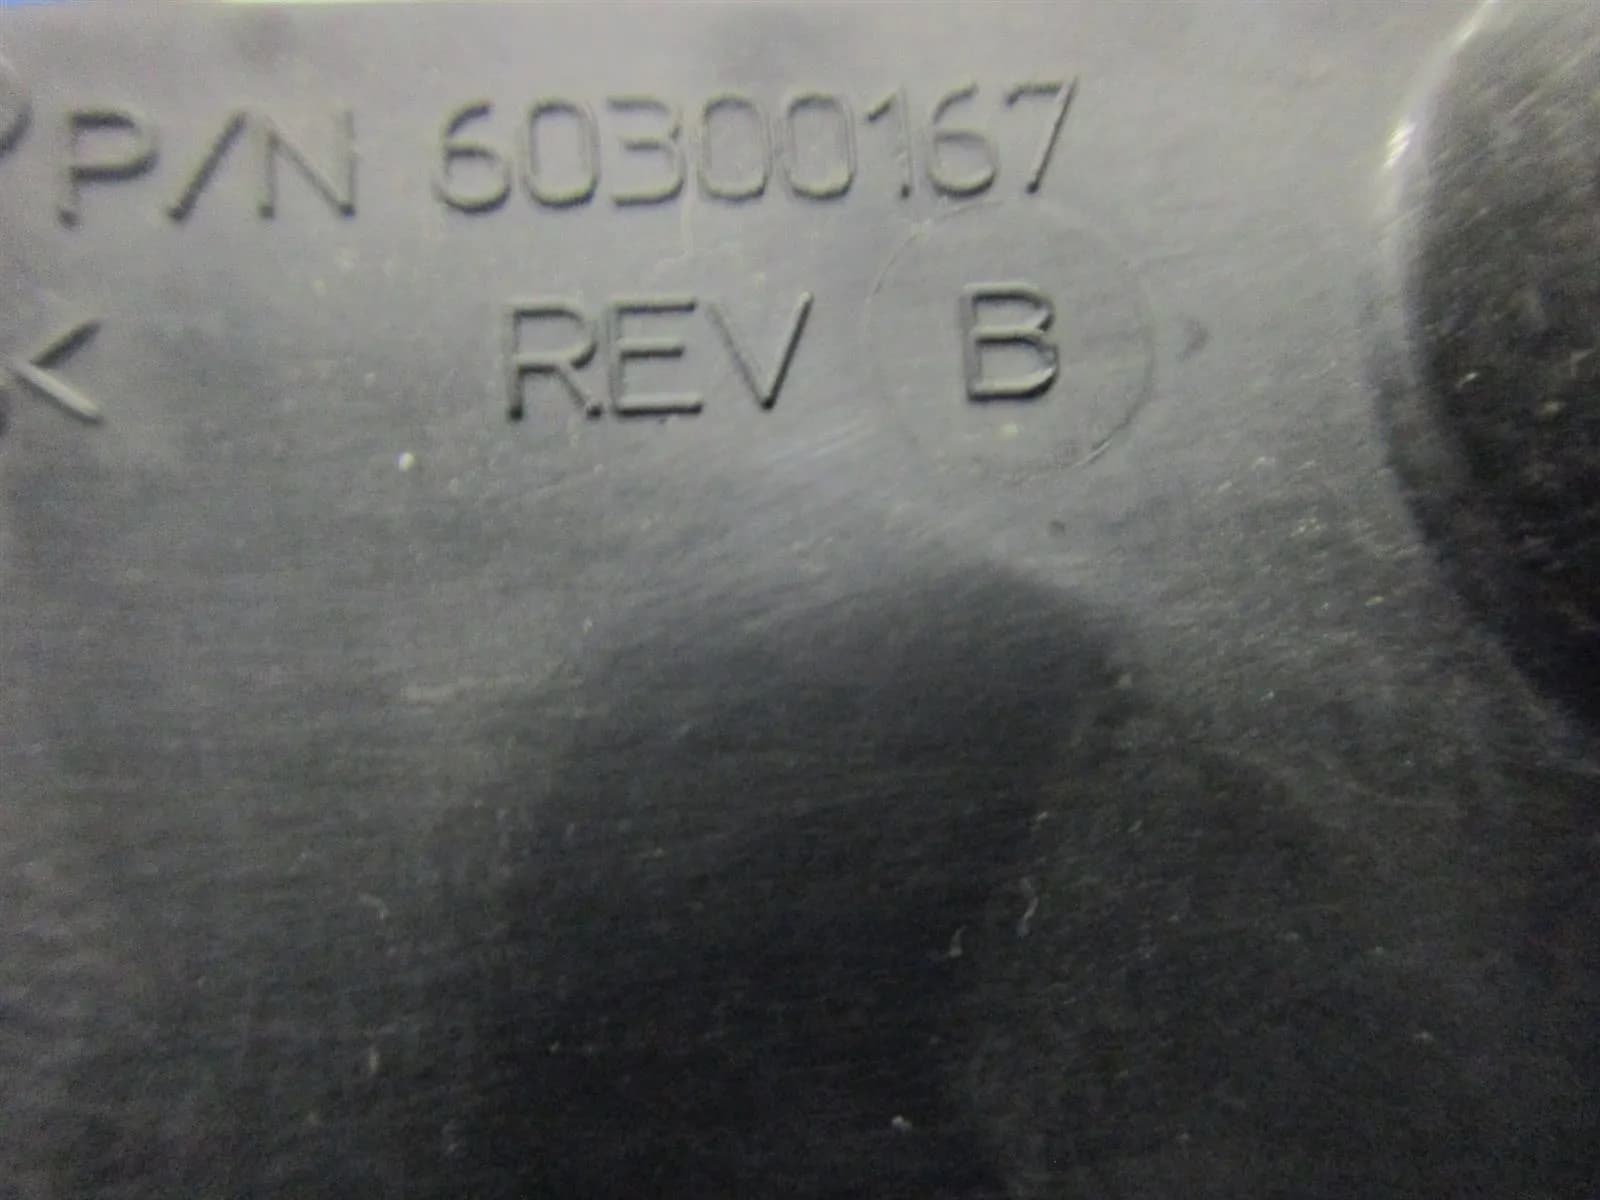 P/N 60300167
< REV B